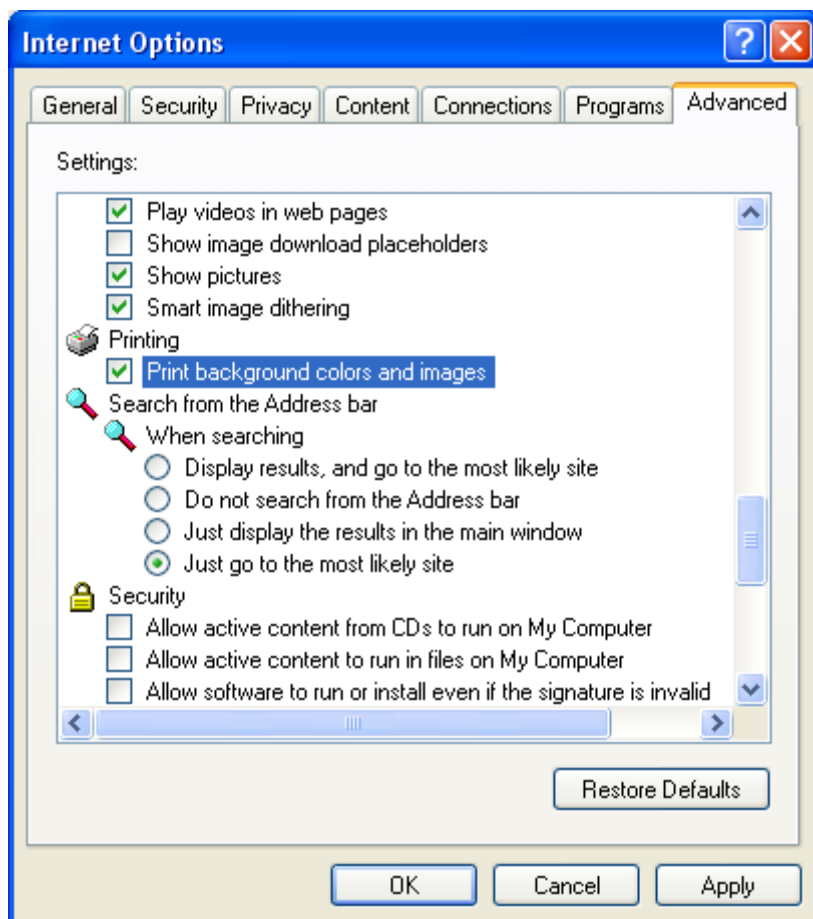 Internet Options
General Security Privacy Content Connections Programs Advanced
Settings:
Play videos in web pages
Show image download placeholders
Show pictures
Smart image dithering
Printing
Print background colors and images
Search from the Address bar
When searching
Display results, and go to the most likely site
Do not search from the Address bar
Just display the results in the main window
Just go to the most likely site
Security
Allow active content from CDs to run on My Computer
Allow active content to run in files on My Computer
Allow software to run or install even if the signature is invalid
Restore Defaults
OK Cancel Apply